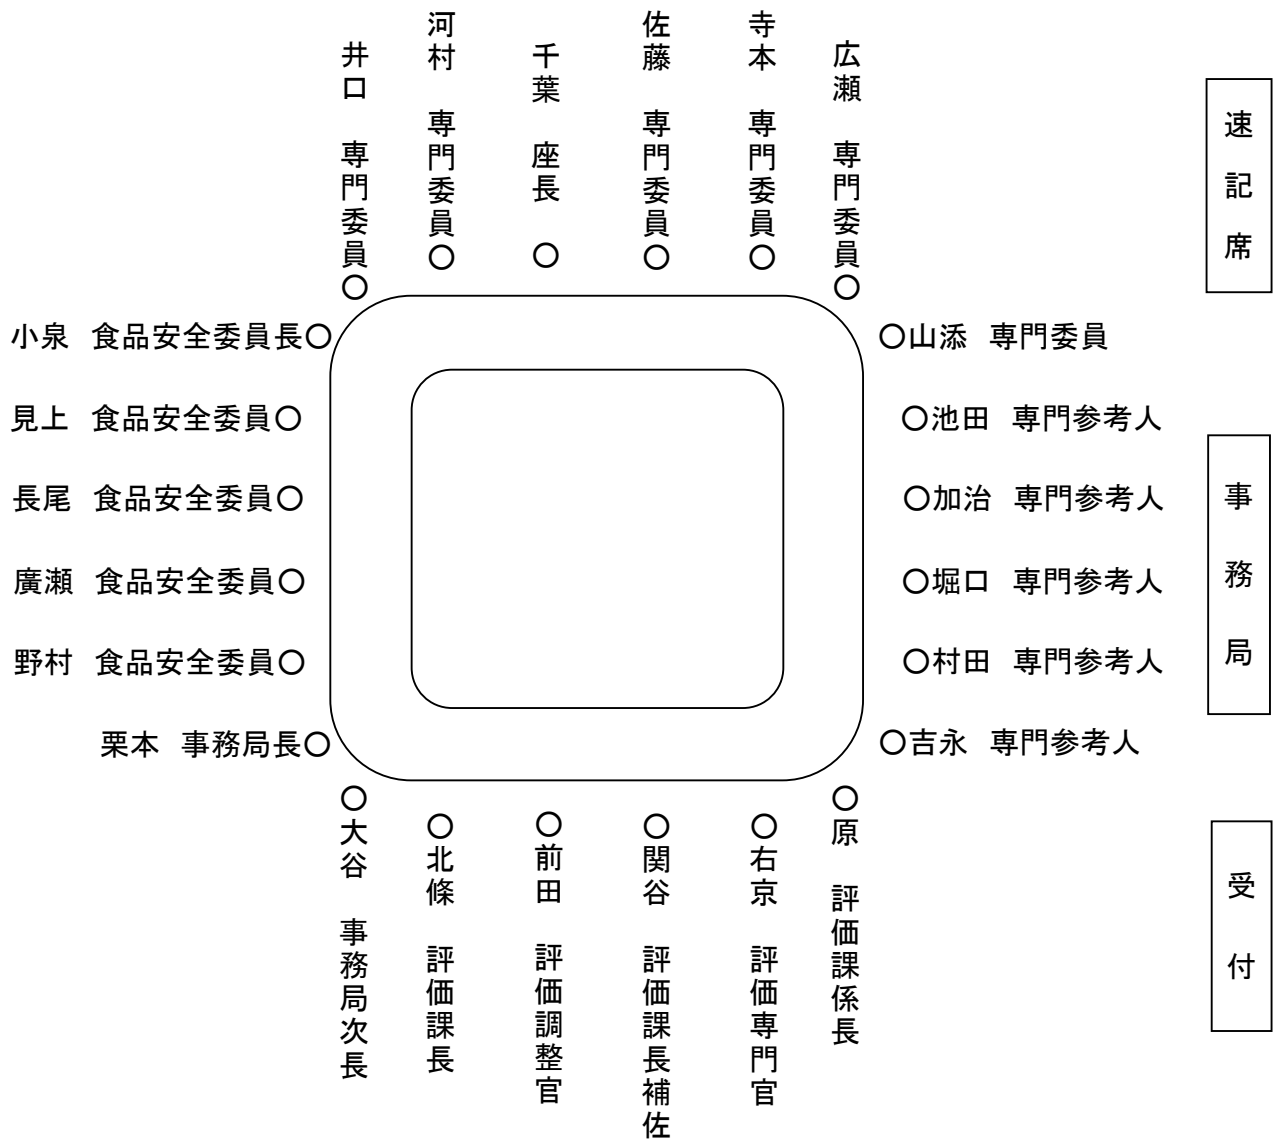 井口　専門委員○
河村　専門委員○
千葉　座長　○
佐藤　専門委員○
寺本　専門委員○
広瀬　専門委員○
速記席
小泉　食品安全委員長○
見上　食品安全委員○
長尾　食品安全委員○
廣瀬　食品安全委員○
野村　食品安全委員○
栗本　事務局長○
○山添　専門委員
○池田　専門参考人
○加治　専門参考人
○堀口　専門参考人
○村田　専門参考人
○吉永　専門参考人
事務局
○大谷　事務局次長
○北條　評価課長
○前田　評価調整官
○関谷　評価課長補佐
○右京　評価専門官
○原　評価課係長
受付